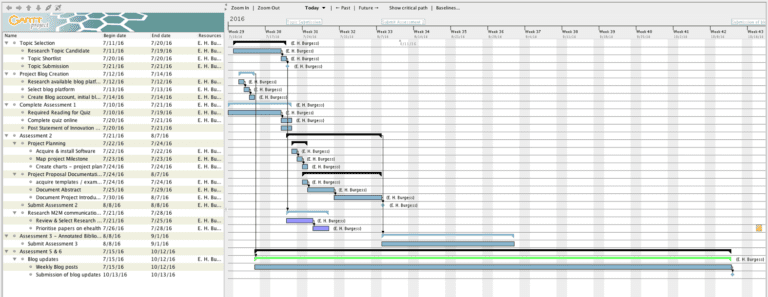 Zoom In | Zoom Out Today ▾ ← Past | Future → Show critical path | Baselines...
GANTT project
2016
Name Begin date End date Resources
Week 29 Week 30 Week 31 Week 32 Week 33 Week 34 Week 35 Week 36 Week 37 Week 38 Week 39 Week 40 Week 41 Week 42 Week 43
Topic Selection 7/11/16 7/20/16 E. H. Bu...
Research Topic Candidate 7/11/16 7/19/16 E. H. Bu...
Topic Shortlist 7/20/16 7/20/16 E. H. Bu...
Topic Submission 7/21/16 7/21/16 E. H. Bu...
Project Blog Creation 7/12/16 7/14/16 E. H. Bu...
Research available blog platf... 7/12/16 7/12/16 E. H. Bu...
Select blog platform 7/13/16 7/13/16 E. H. Bu...
Create Blog account, initial bl... 7/14/16 7/14/16 E. H. Bu...
Complete Assessment 1 7/10/16 7/21/16 E. H. Bu...
Required Reading for Quiz 7/10/16 7/19/16 E. H. Bu...
Complete quiz online 7/20/16 7/21/16 E. H. Bu...
Post Statement of Innovation ... 7/20/16 7/21/16 E. H. Bu...
Assessment 2 7/21/16 8/7/16 E. H. Bu...
Project Planning 7/22/16 7/24/16 E. H. Bu...
Acquire & install Software 7/22/16 7/22/16 E. H. Bu...
Map project Milestone 7/23/16 7/23/16 E. H. Bu...
Create charts - project plan 7/24/16 7/24/16 E. H. Bu...
Project Proposal Documentati... 7/24/16 8/7/16 E. H. Bu...
acquire templates / exam... 7/24/16 7/24/16 E. H. Bu...
Document Abstract 7/25/16 7/29/16 E. H. Bu...
Document Project Introdu... 7/30/16 8/7/16 E. H. Bu...
Submit Assessment 2 8/8/16 8/8/16 E. H. Bu...
Research M2M communicatio... 7/21/16 7/28/16 E. H. Bu...
Review & Select Research ... 7/21/16 7/25/16 E. H. Bu...
Prioritise papers on health 7/26/16 7/28/16 E. H. Bu...
Assessment 3 - Annotated Biblio... 8/8/16 9/1/16
Submit Assessment 3 8/8/16 9/1/16
Assessment 5 & 6 7/15/16 10/12/16
Blog updates 7/15/16 10/12/16 E. H. Bu...
Weekly Blog posts 7/15/16 10/12/16
Submission of blog updates 10/13/16 10/13/16